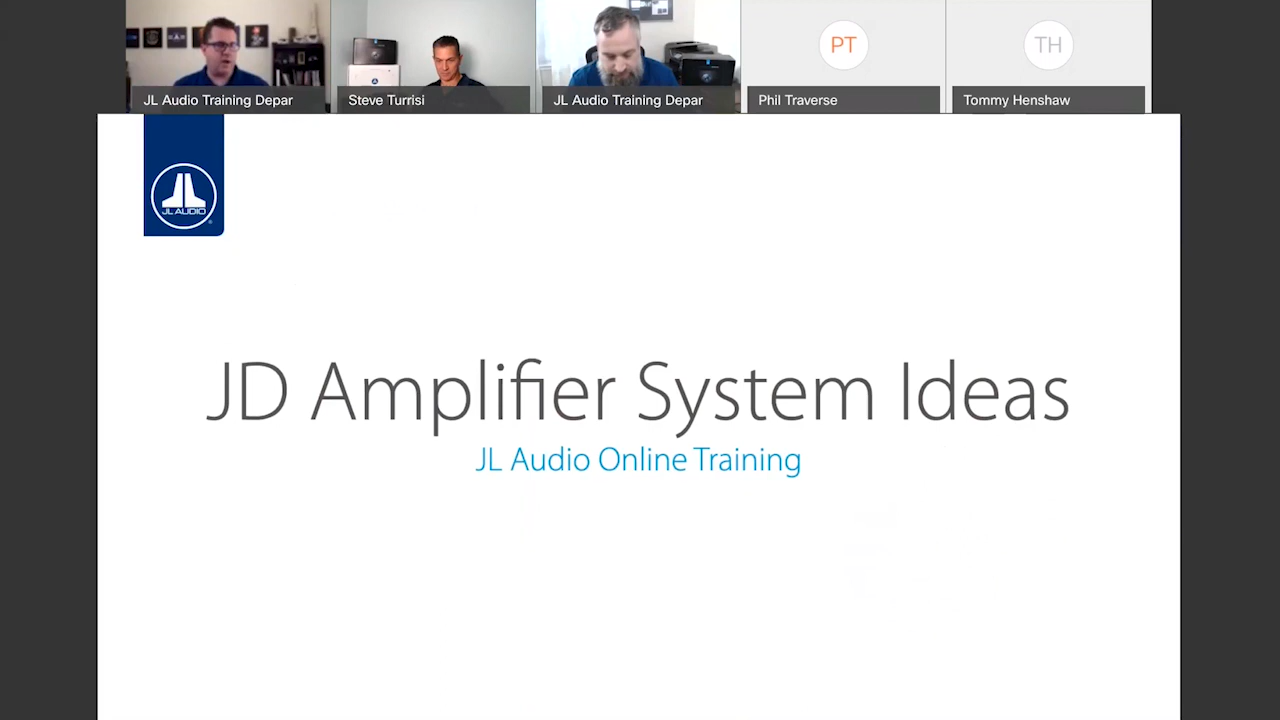 JL Audio Training Depar
Steve Turrisi
JL Audio Training Depar
PT
Phil Traverse
TH
Tommy Henshaw
JL AUDIO
JD Amplifier System Ideas
JL Audio Online Training